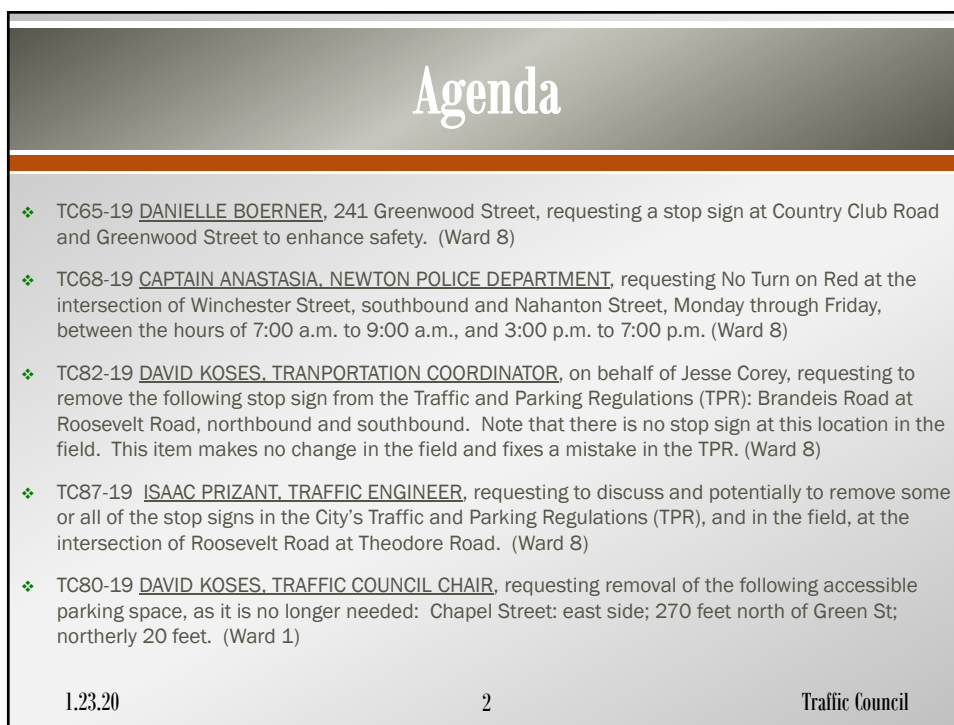 Agenda
❖ TC65-19 DANIELLE BOERNER, 241 Greenwood Street, requesting a stop sign at Country Club Road
and Greenwood Street to enhance safety. (Ward 8)
❖ TC68-19 CAPTAIN ANASTASIA, NEWTON POLICE DEPARTMENT, requesting No Turn on Red at the
intersection of Winchester Street, southbound and Nahanton Street, Monday through Friday,
between the hours of 7:00 a.m. to 9:00 a.m., and 3:00 p.m. to 7:00 p.m. (Ward 8)
❖ TC82-19 DAVID KOSES, TRANPORTATION COORDINATOR, on behalf of Jesse Corey, requesting to
remove the following stop sign from the Traffic and Parking Regulations (TPR): Brandeis Road at
Roosevelt Road, northbound and southbound. Note that there is no stop sign at this location in the
field. This item makes no change in the field and fixes a mistake in the TPR. (Ward 8)
❖ TC87-19 ISAAC PRIZANT, TRAFFIC ENGINEER, requesting to discuss and potentially to remove some
or all of the stop signs in the City's Traffic and Parking Regulations (TPR), and in the field, at the
intersection of Roosevelt Road at Theodore Road. (Ward 8)
❖ TC80-19 DAVID KOSES, TRAFFIC COUNCIL CHAIR, requesting removal of the following accessible
parking space, as it is no longer needed: Chapel Street: east side; 270 feet north of Green St;
northerly 20 feet. (Ward 1)
1.23.20 2 Traffic Council